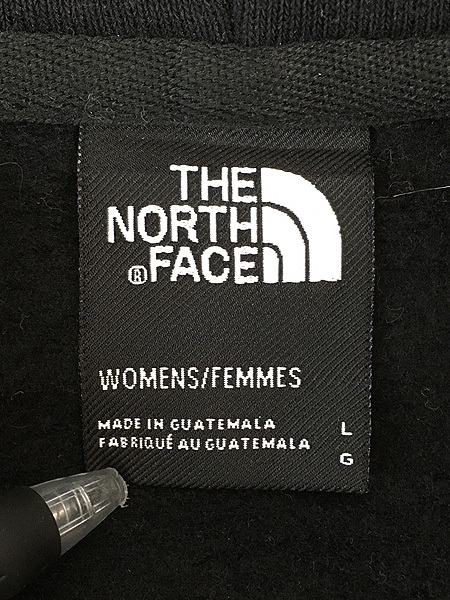 THE
NORTH
® FACE
WOMENS/FEMMES
MADE IN GUATEMALA L
FABRIQUÉ AU GUATEMALA G